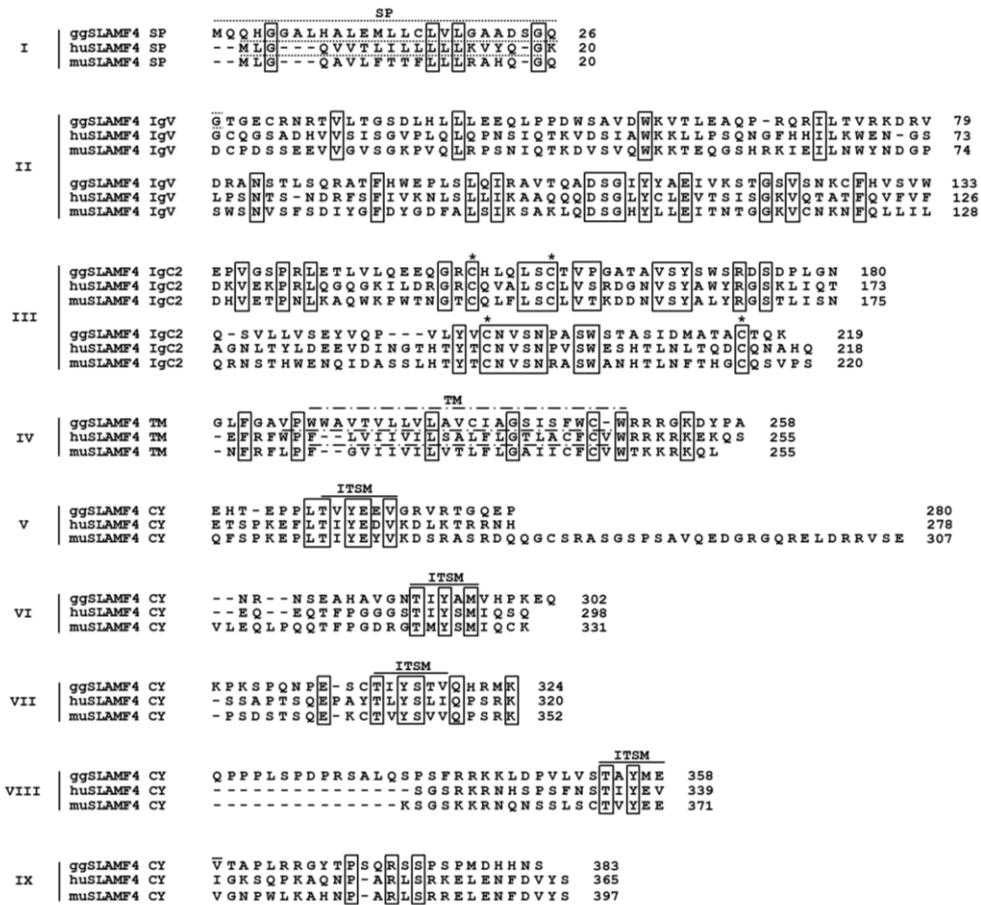 SP
ggSLAMF4 SP MQQHGGALHALEMLLCLVLGAADSGQ 26
I huSLAMF4 SP --MLG---QVVTLILLLLLKVYQ-GK 20
muSLAMF4 SP --MLG---QAVLFTTFLLLRAHQ-GQ 20
ggSLAMF4 IgV GTGECRNRTVLTGSDLHLLLEEQLPPDWSAVDWKVTLEAQP-RQRILTVRKDRV 79
huSLAMF4 IgV GCQGSADHVVSISGVPLQLQPNSIQTKVDSIAWKKLLPSQNGFHHILKWEN-GS 73
muSLAMF4 IgV DCPDSSEEVVGVSGKPVQLRPSNIQTKDVSVQWKKTEQGSHRKIEILNWYNDGP 74
II
ggSLAMF4 IgV DRANSTLSQRATFHWEPLSLQIRAVTQADSGIYYAEIVKSTGSVSNKCFHVSVW 133
huSLAMF4 IgV LPSNTS-NDRFSFIVKNLSLLIKAAQQQDSGLYCLEVTSISGKVQTATFQVFVF 126
muSLAMF4 IgV SWSNVSFSDIYGFDYGDFALSIKSAKLQDSGHYLLEITNTGGKVCNKNFQLLIL 128
* *
ggSLAMF4 IgC2 EPVGSPRLETLVLQEEQGRCHLQLSCTVPGATAVSYSWSRDSDPLGN 180
huSLAMF4 IgC2 DKVEKPRLQGQGKILDRGRCQVALSCLVSRDGNVSYAWYRGSKLIQT 173
muSLAMF4 IgC2 DHVETPNLKAQWKPWTNGTCQLFLSCLVTKDDNVSYALYRGSTLISN 175
III
* *
ggSLAMF4 IgC2 Q-SVLLVSEYVQP---VLYVCNVSNPASWSTASIDMATACTQK 219
huSLAMF4 IgC2 AGNLTYLDEEVDINGTHTYTCNVSNPVSWESHTLNLTQDCQNAHQ 218
muSLAMF4 IgC2 QRNSTHWENQIDASSLHTYTCNVSNRASWANHTLNFTHGCQSVPS 220
TM
ggSLAMF4 TM GLFGAVPWWAVTVLLVLAVCIAGSISFWC-WRRRGKDYPA 258
IV huSLAMF4 TM -EFRFWPF--LVIIVILSALFLGTLACFCVWRRKRKEKQS 255
muSLAMF4 TM -NFRFLPF--GVIIVILVTLFLGAIICFCVWTKKRKQL 255
ITSM
ggSLAMF4 CY EHT-EPPLTVYEEVGRVRTGQEP 280
V huSLAMF4 CY ETSPKEFLTIYEDVKDLKTRRNH 278
muSLAMF4 CY QFSPKEPLTIYEYVKDSRASRDQQGCSRASGSPSAVQEDGRGQRELDRRVSE 307
ITSM
ggSLAMF4 CY --NR--NSEAHAVGNTIYAMVHPKEQ 302
VI huSLAMF4 CY --EQ--EQTFPGGGSTIYSMIQSQ 298
muSLAMF4 CY VLEQLPQQTFPGDRGTMYSMIQCK 331
ITSM
ggSLAMF4 CY KPKSPQNPE-SCTIYSTVQHRMK 324
VII huSLAMF4 CY -SSAPTSQEPAYTLYSLIQPSRK 320
muSLAMF4 CY -PSDSTSQE-KCTVYSVVQPSRK 352
ITSM
ggSLAMF4 CY QPPPLSPDPRSALQSPSFRRKKLDPVLVSTAYME 358
VIII huSLAMF4 CY ---------------SGSRKRNHSPSFNSTIYEV 339
muSLAMF4 CY --------------KSGSKKRNQNSSLSCTVYEE 371
ggSLAMF4 CY VTAPLRRGYTPSQRSSPSPMDHHNS 383
IX huSLAMF4 CY IGKSQPKAQNP-ARLSRKELENFDVYS 365
muSLAMF4 CY VGNPWLKAHNP-ARLSRRELENFDVYS 397